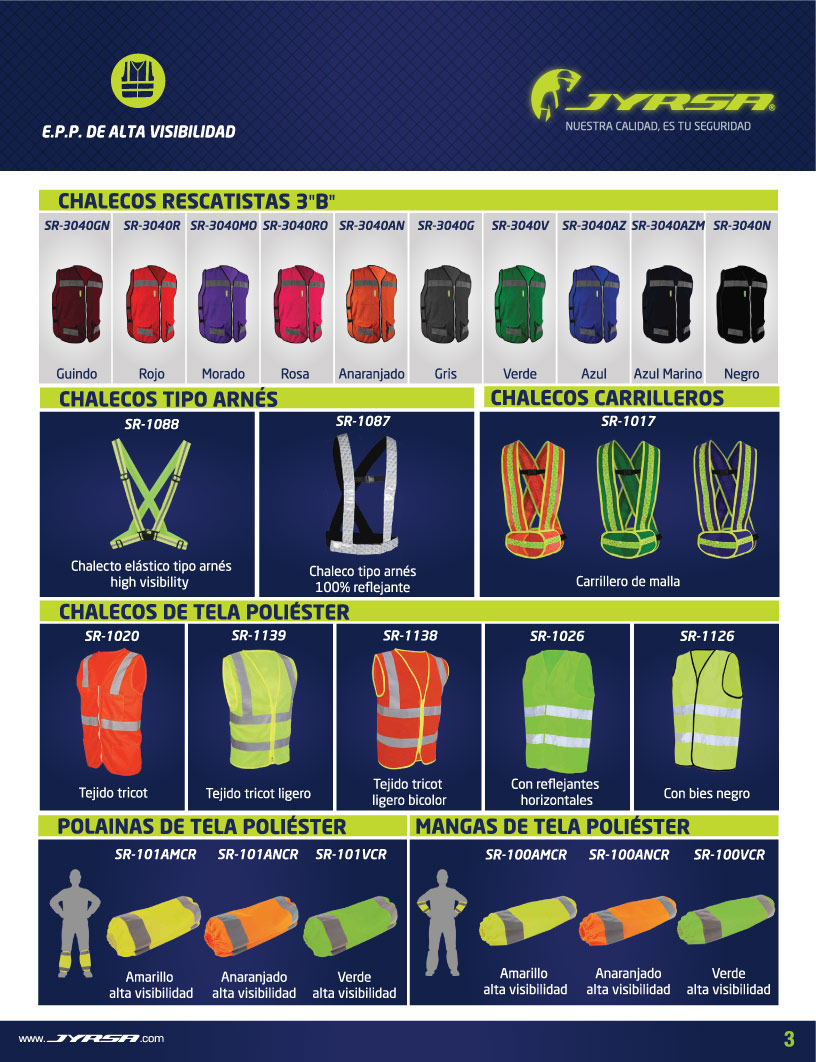 E.P.P. DE ALTA VISIBILIDAD
JYRSA®
NUESTRA CALIDAD, ES TU SEGURIDAD
CHALECOS RESCATISTAS 3"B"
SR-3040GN SR-3040R SR-3040MO SR-3040RO SR-3040AN SR-3040G SR-3040V SR-3040AZ SR-3040AZM SR-3040N
Guindo Rojo Morado Rosa Anaranjado Gris Verde Azul Azul Marino Negro
CHALECOS TIPO ARNÉS
SR-1088
Chalecto elástico tipo arnés
high visibility
SR-1087
Chaleco tipo arnés
100% reflejante
CHALECOS CARRILLEROS
SR-1017
Carrillero de malla
CHALECOS DE TELA POLIÉSTER
SR-1020
Tejido tricot
SR-1139
Tejido tricot ligero
SR-1138
Tejido tricot
ligero bicolor
SR-1026
Con reflejantes
horizontales
SR-1126
Con bies negro
POLAINAS DE TELA POLIÉSTER
SR-101AMCR SR-101ANCR SR-101VCR
Amarillo
alta visibilidad
Anaranjado
alta visibilidad
Verde
alta visibilidad
MANGAS DE TELA POLIÉSTER
SR-100AMCR SR-100ANCR SR-100VCR
Amarillo
alta visibilidad
Anaranjado
alta visibilidad
Verde
alta visibilidad
www.JYRSA.com
3